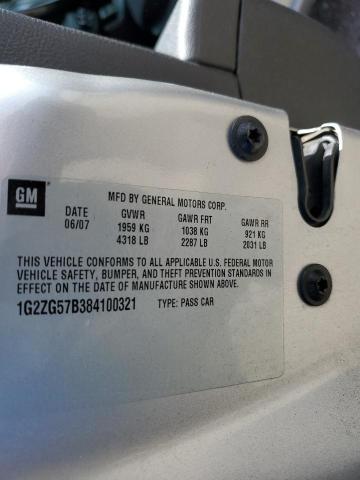 GM
MFD BY GENERAL MOTORS CORP.
DATE GVWR GAWR FRT GAWR RR
06/07 1959 KG 1038 KG 921 KG
4318 LB 2287 LB 2031 LB
THIS VEHICLE CONFORMS TO ALL APPLICABLE U.S. FEDERAL MOTOR
VEHICLE SAFETY, BUMPER, AND THEFT PREVENTION STANDARDS IN
EFFECT ON THE DATE OF MANUFACTURE SHOWN ABOVE.
1G2ZG57B384100321 TYPE: PASS CAR